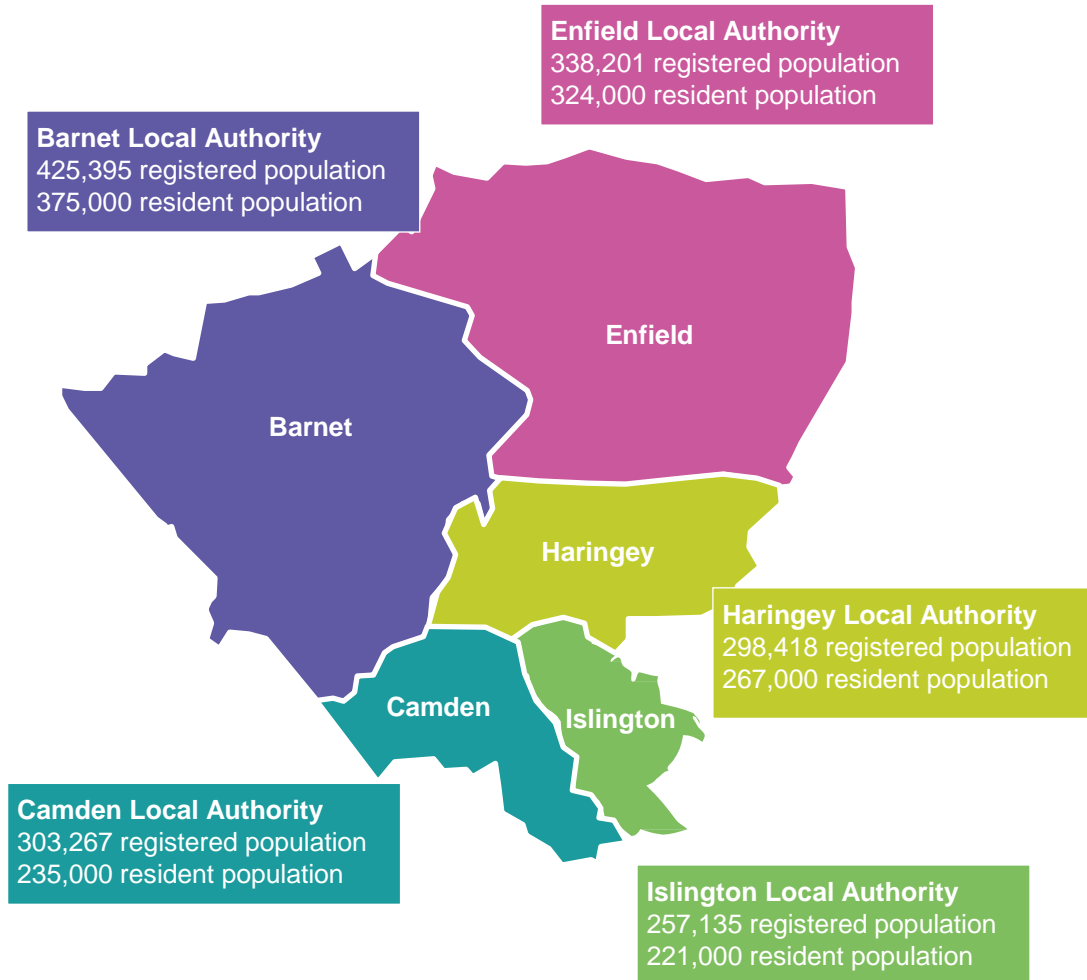 Enfield Local Authority
338,201 registered population
324,000 resident population
Barnet Local Authority
425,395 registered population
375,000 resident population
Enfield
Barnet
Haringey
Haringey Local Authority
298,418 registered population
267,000 resident population
Camden
Islington
Camden Local Authority
303,267 registered population
235,000 resident population
Islington Local Authority
257,135 registered population
221,000 resident population